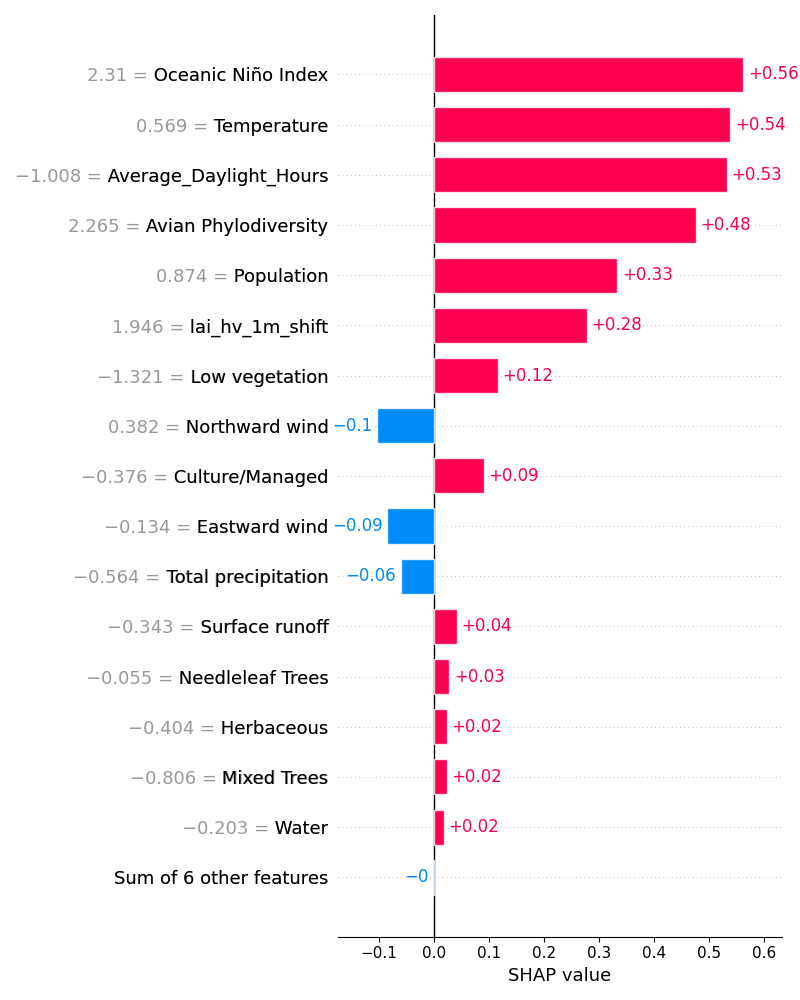 2.31 = Oceanic Niño Index +0.56
0.569 = Temperature +0.54
−1.008 = Average_Daylight_Hours +0.53
2.265 = Avian Phylodiversity +0.48
0.874 = Population +0.33
1.946 = lai_hv_1m_shift +0.28
−1.321 = Low vegetation +0.12
0.382 = Northward wind −0.1
−0.376 = Culture/Managed +0.09
−0.134 = Eastward wind −0.09
−0.564 = Total precipitation −0.06
−0.343 = Surface runoff +0.04
−0.055 = Needleleaf Trees +0.03
−0.404 = Herbaceous +0.02
−0.806 = Mixed Trees +0.02
−0.203 = Water +0.02
Sum of 6 other features −0
−0.1 0.0 0.1 0.2 0.3 0.4 0.5 0.6
SHAP value